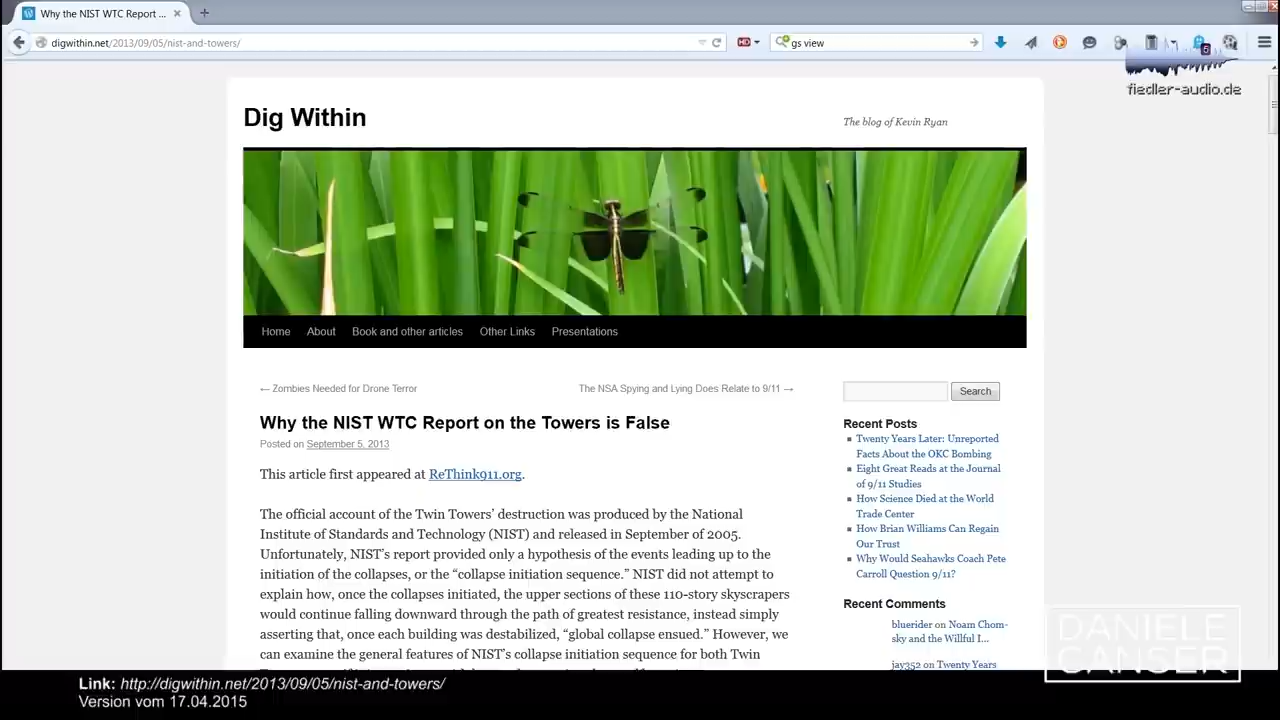 Why the NIST WTC Report ...
digwithin.net/2013/09/05/nist-and-towers/
HD
gs view
5
fiedler-audio.de
Dig Within
The blog of Kevin Ryan
Home About Book and other articles Other Links Presentations
← Zombies Needed for Drone Terror
The NSA Spying and Lying Does Relate to 9/11 →
Why the NIST WTC Report on the Towers is False
Posted on September 5, 2013
This article first appeared at ReThink911.org.
The official account of the Twin Towers’ destruction was produced by the National
Institute of Standards and Technology (NIST) and released in September of 2005.
Unfortunately, NIST’s report provided only a hypothesis of the events leading up to the
initiation of the collapses, or the “collapse initiation sequence.” NIST did not attempt to
explain how, once the collapses initiated, the upper sections of these 110-story skyscrapers
would continue falling downward through the path of greatest resistance, instead simply
asserting that, once each building was destabilized, “global collapse ensued.” However, we
can examine the general features of NIST’s collapse initiation sequence for both Twin
Search
Recent Posts
Twenty Years Later: Unreported
Facts About the OKC Bombing
Eight Great Reads at the Journal
of 9/11 Studies
How Science Died at the World
Trade Center
How Brian Williams Can Regain
Our Trust
Why Would Seahawks Coach Pete
Carroll Question 9/11?
Recent Comments
bluerider on Noam Chom-
sky and the Willful I...
jay352 on Twenty Years
DANIELE
GANSER
Link: http://digwithin.net/2013/09/05/nist-and-towers/
Version vom 17.04.2015